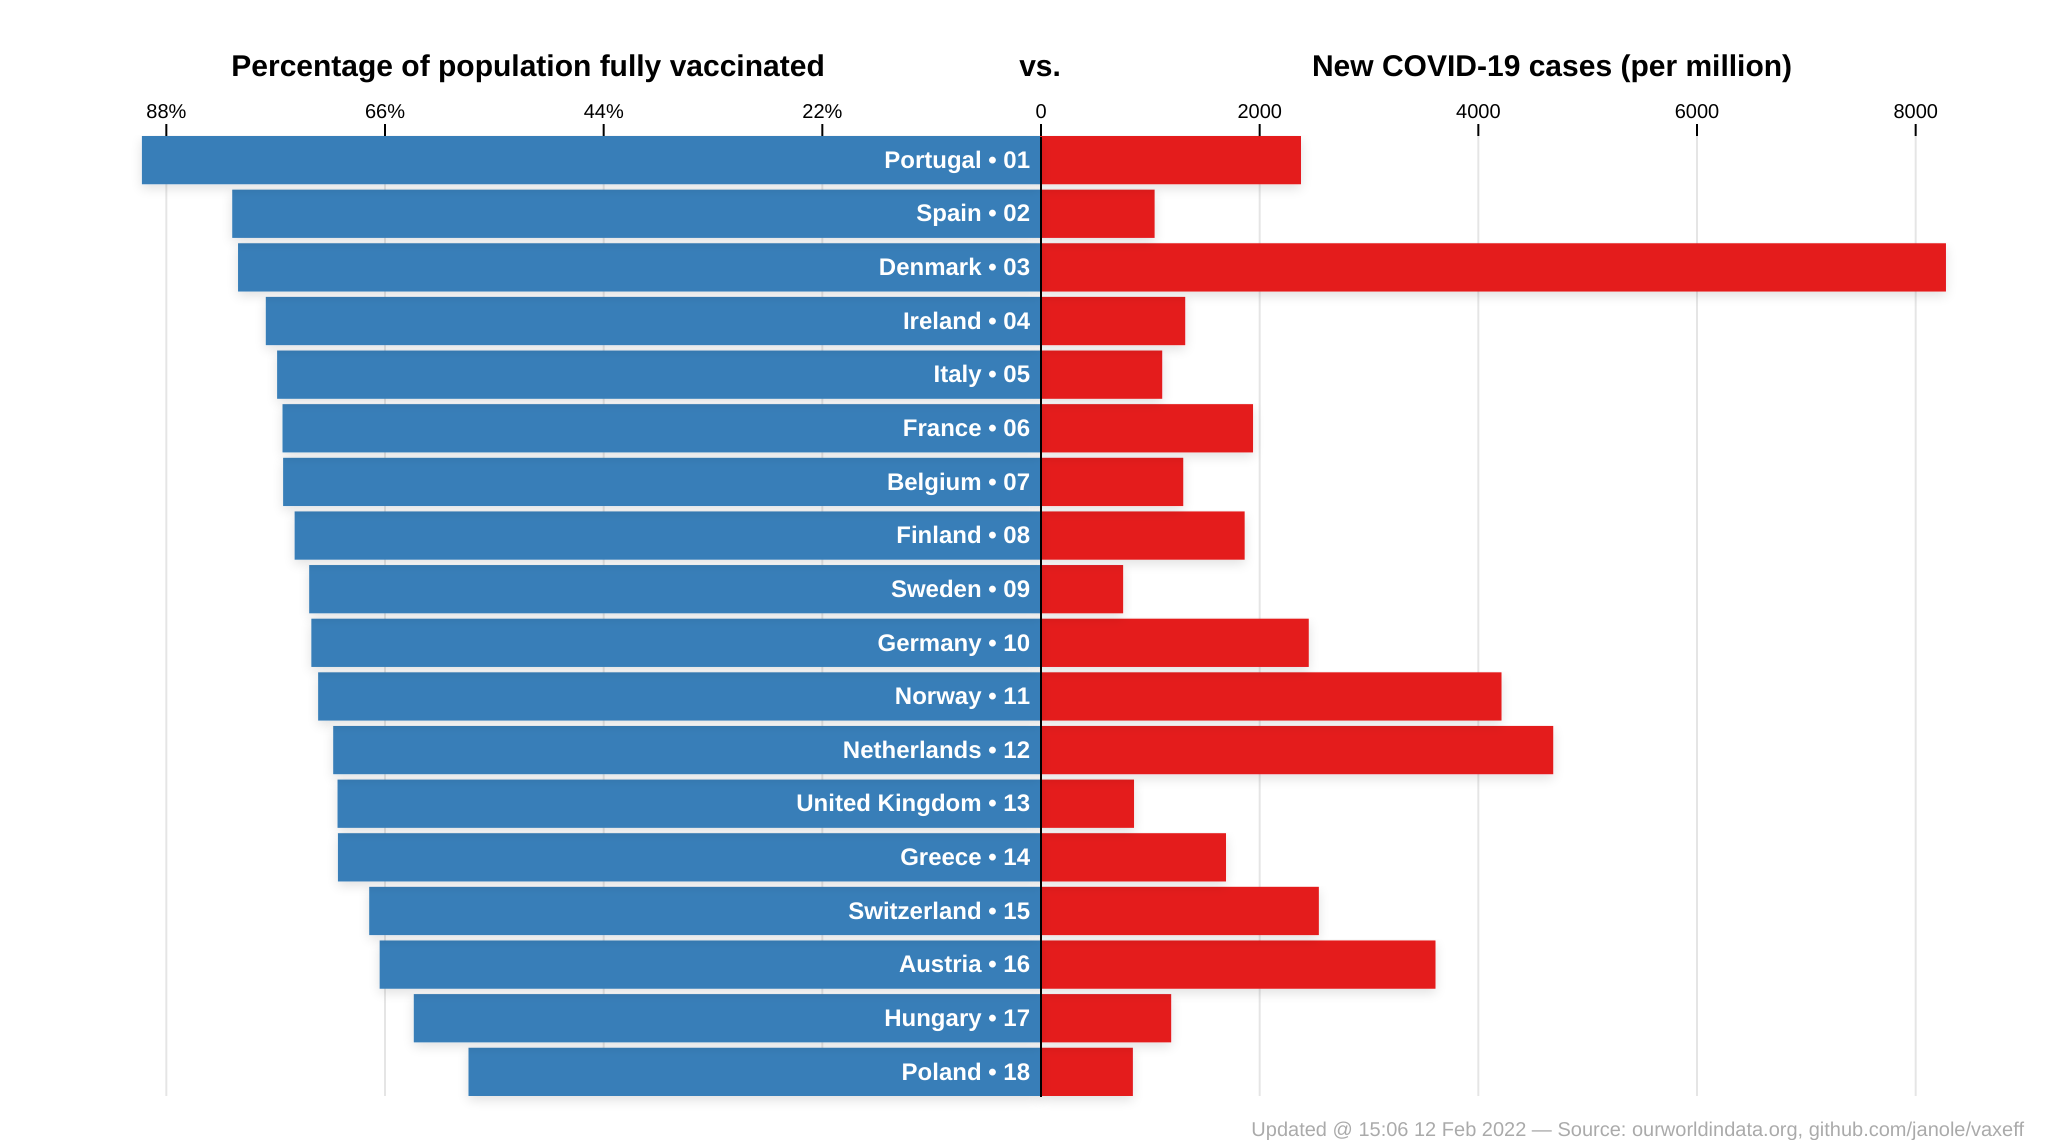 Percentage of population fully vaccinated vs. New COVID-19 cases (per million)
88% 66% 44% 22% 0 2000 4000 6000 8000
Portugal • 01
Spain • 02
Denmark • 03
Ireland • 04
Italy • 05
France • 06
Belgium • 07
Finland • 08
Sweden • 09
Germany • 10
Norway • 11
Netherlands • 12
United Kingdom • 13
Greece • 14
Switzerland • 15
Austria • 16
Hungary • 17
Poland • 18
Updated @ 15:06 12 Feb 2022 — Source: ourworldindata.org, github.com/janole/vaxeff